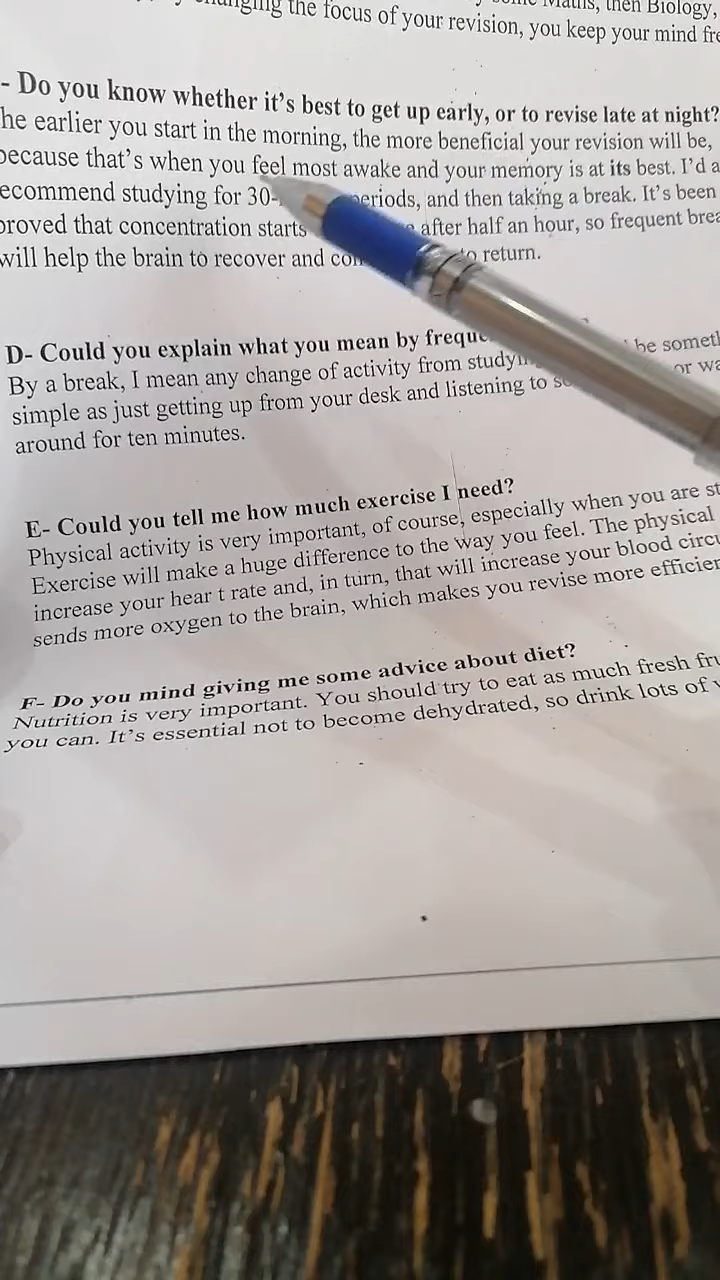 the focus of your revision, you keep your mind
- Do you know whether it's best to get up early, or to revise late at night?
he earlier you start in the morning, the more beneficial your revision will be,
because that's when you feel most awake and your memory is at its best. I'd a
ecommend studying for 30- periods, and then taking a break. It's been
proved that concentration starts after half an hour, so frequent brea
will help the brain to recover and to return.
D- Could you explain what you mean by freque
By a break, I mean any change of activity from studyi be someth
simple as just getting up from your desk and listening to so or wa
around for ten minutes.
E- Could you tell me how much exercise I need?
Physical activity is very important, of course, especially when you are st
Exercise will make a huge difference to the way you feel. The physical
increase your hear t rate and, in turn, that will increase your blood circu
sends more oxygen to the brain, which makes you revise more efficien
F- Do you mind giving me some advice about diet?
Nutrition is very important. You should try to eat as much fresh fru
you can. It's essential not to become dehydrated, so drink lots of